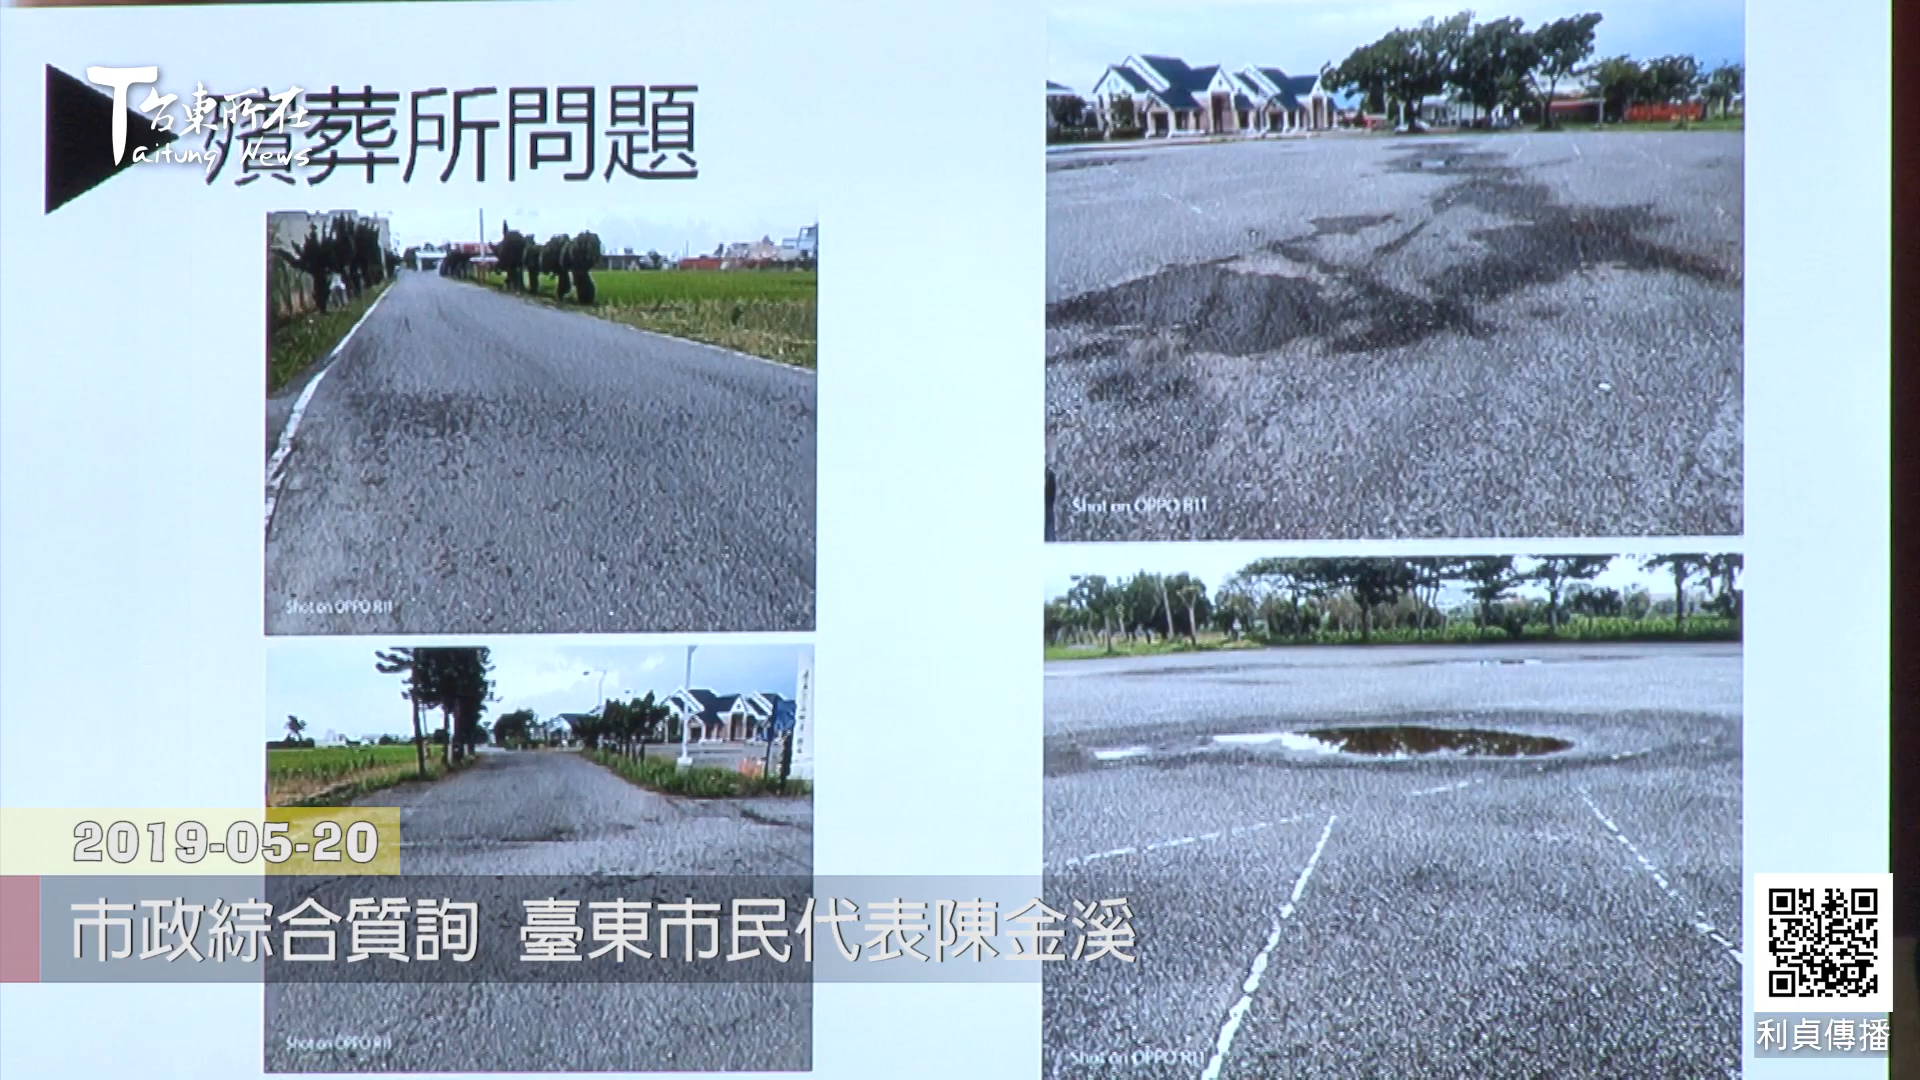 台東所在
Taitung News
殯葬所問題
Shot on OPPO R11
Shot on OPPO R11
Shot on OPPO R11
Shot on OPPO R11
2019-05-20
市政綜合質詢 臺東市民代表陳金溪
利貞傳播